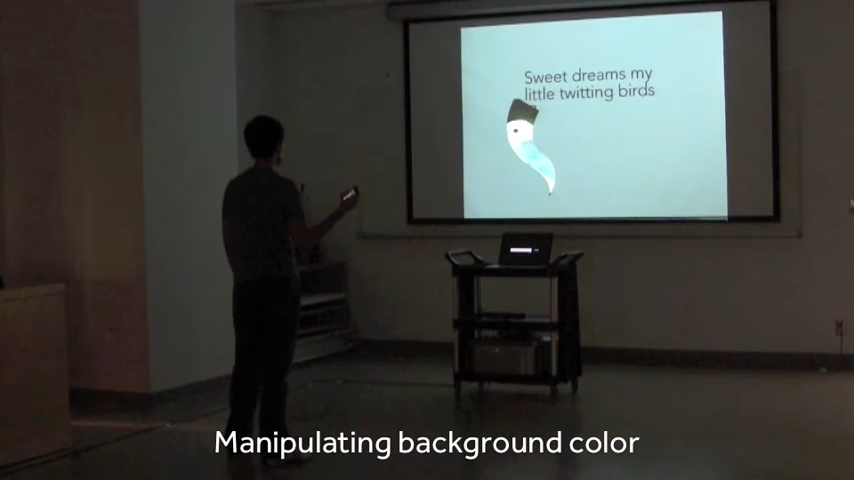 Sweet dreams my
little twitting birds
Manipulating background color